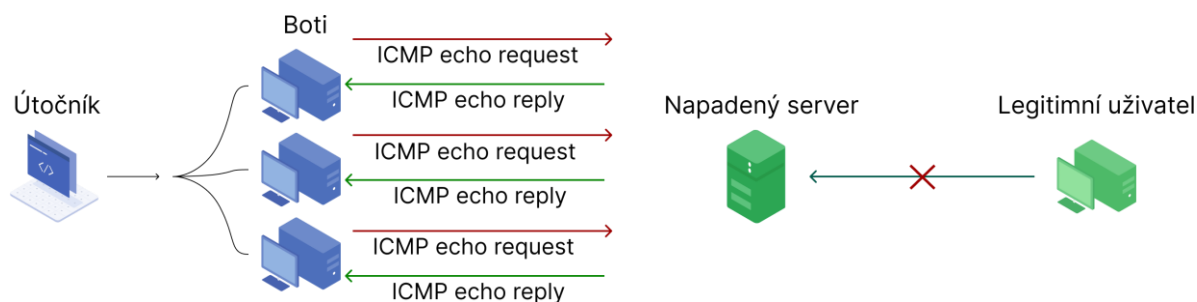 Boti
ICMP echo request
ICMP echo reply
Útočník
Napadený server
Legitimní uživatel
ICMP echo request
ICMP echo reply
ICMP echo request
ICMP echo reply